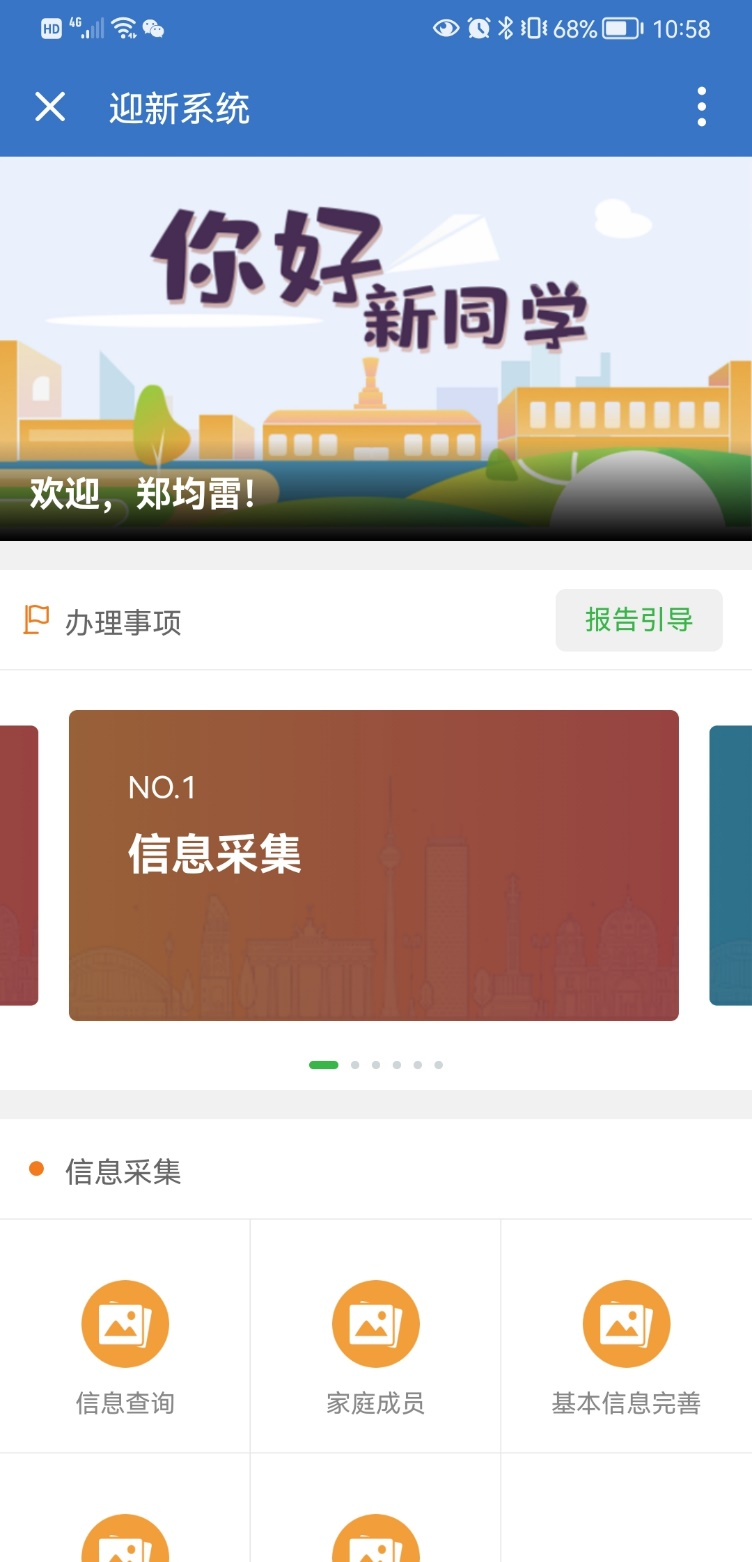 HD 4G 68% 10:58
迎新系统
你好
新同学
欢迎，郑均雷！
办理事项
报告引导
NO.1
信息采集
信息采集
信息查询
家庭成员
基本信息完善